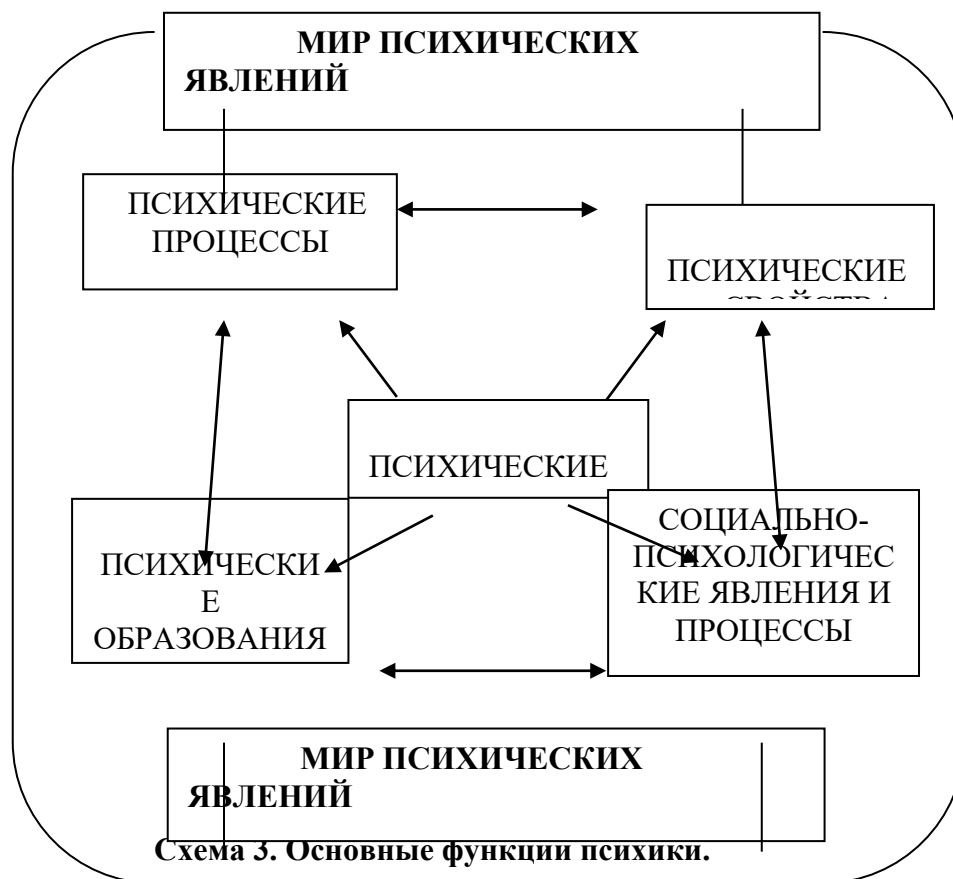 МИР ПСИХИЧЕСКИХ
ЯВЛЕНИЙ
ПСИХИЧЕСКИЕ
ПРОЦЕССЫ
ПСИХИЧЕСКИЕ
СВОЙСТВА
ПСИХИЧЕСКИЕ
ПСИХИЧЕСКИ
Е
ОБРАЗОВАНИЯ
СОЦИАЛЬНО-
ПСИХОЛОГИЧЕС
КИЕ ЯВЛЕНИЯ И
ПРОЦЕССЫ
МИР ПСИХИЧЕСКИХ
ЯВЛЕНИЙ
Схема 3. Основные функции психики.